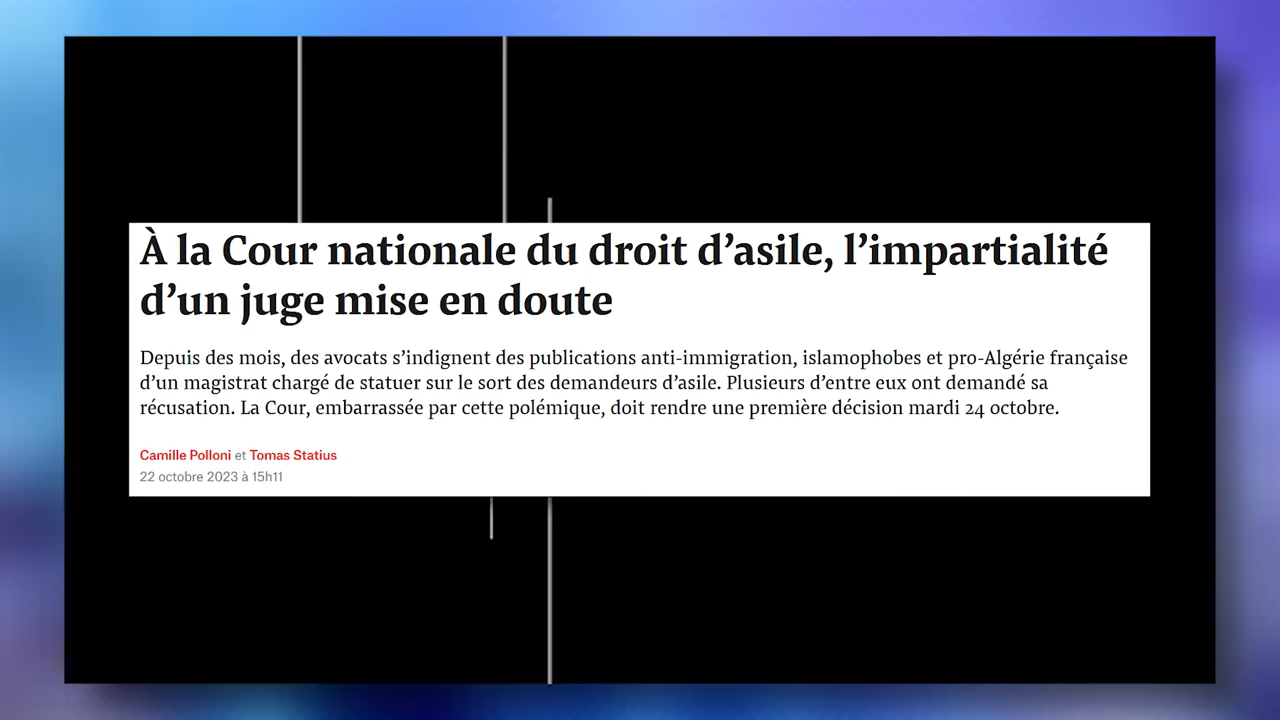 À la Cour nationale du droit d’asile, l’impartialité
d’un juge mise en doute
Depuis des mois, des avocats s’indignent des publications anti-immigration, islamophobes et pro-Algérie française
d’un magistrat chargé de statuer sur le sort des demandeurs d’asile. Plusieurs d’entre eux ont demandé sa
récusation. La Cour, embarrassée par cette polémique, doit rendre une première décision mardi 24 octobre.
Camille Polloni et Tomas Statius
22 octobre 2023 à 15h11